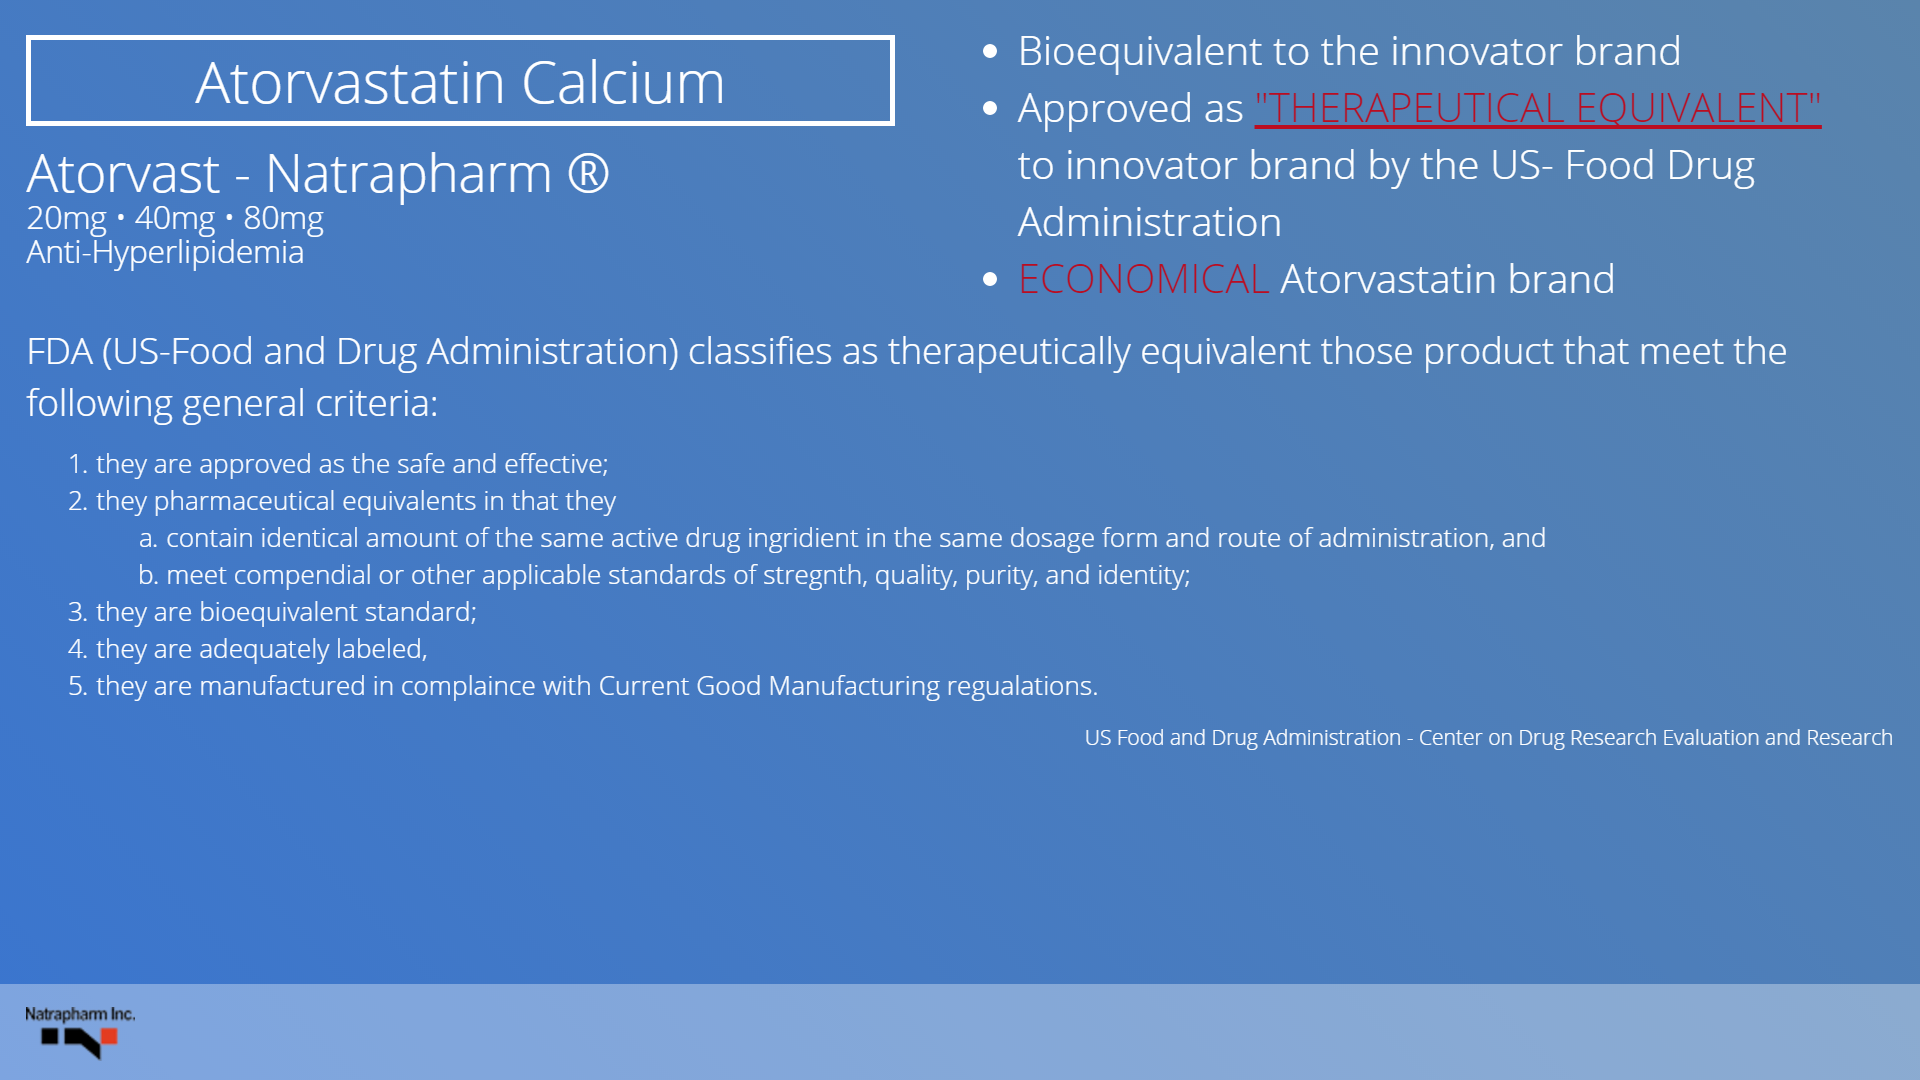 Atorvastatin Calcium
Atorvast - Natrapharm ®
20mg • 40mg • 80mg
Anti-Hyperlipidemia
• Bioequivalent to the innovator brand
• Approved as "THERAPEUTICAL EQUIVALENT"
to innovator brand by the US- Food Drug
Administration
• ECONOMICAL Atorvastatin brand
FDA (US-Food and Drug Administration) classifies as therapeutically equivalent those product that meet the
following general criteria:
1. they are approved as the safe and effective;
2. they pharmaceutical equivalents in that they
a. contain identical amount of the same active drug ingridient in the same dosage form and route of administration, and
b. meet compendial or other applicable standards of stregnth, quality, purity, and identity;
3. they are bioequivalent standard;
4. they are adequately labeled,
5. they are manufactured in complaince with Current Good Manufacturing regualations.
US Food and Drug Administration - Center on Drug Research Evaluation and Research
Natrapharm Inc.